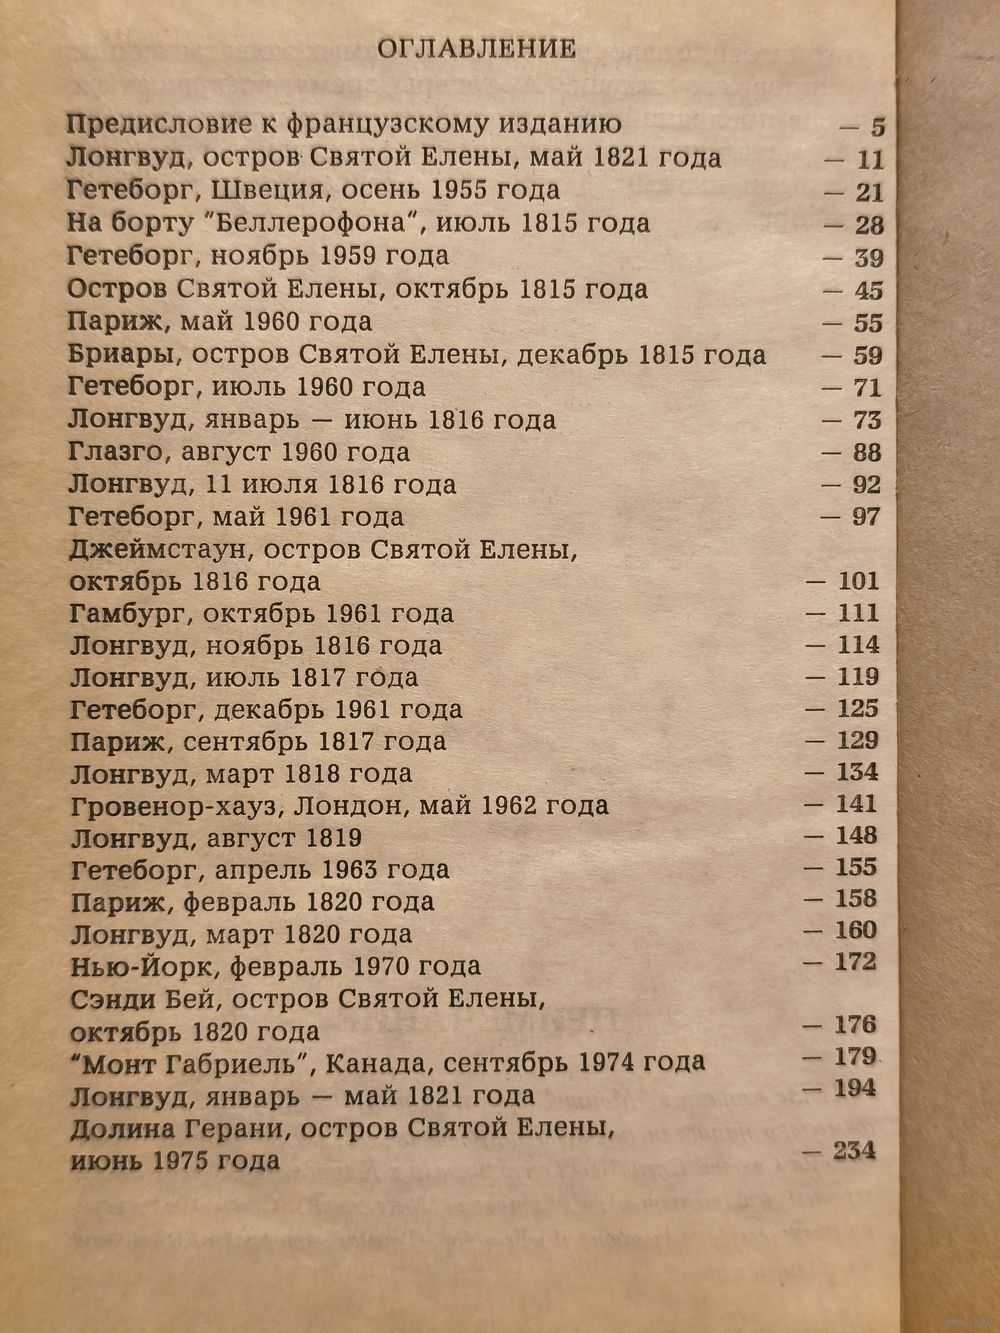 ОГЛАВЛЕНИЕ
Предисловие к французскому изданию — 5
Лонгвуд, остров Святой Елены, май 1821 года — 11
Гетеборг, Швеция, осень 1955 года — 21
На борту "Беллерофона", июль 1815 года — 28
Гетеборг, ноябрь 1959 года — 39
Остров Святой Елены, октябрь 1815 года — 45
Париж, май 1960 года — 55
Бриары, остров Святой Елены, декабрь 1815 года — 59
Гетеборг, июль 1960 года — 71
Лонгвуд, январь — июнь 1816 года — 73
Глазго, август 1960 года — 88
Лонгвуд, 11 июля 1816 года — 92
Гетеборг, май 1961 года — 97
Джеймстаун, остров Святой Елены,
октябрь 1816 года — 101
Гамбург, октябрь 1961 года — 111
Лонгвуд, ноябрь 1816 года — 114
Лонгвуд, июль 1817 года — 119
Гетеборг, декабрь 1961 года — 125
Париж, сентябрь 1817 года — 129
Лонгвуд, март 1818 года — 134
Гровенор-хауз, Лондон, май 1962 года — 141
Лонгвуд, август 1819 — 148
Гетеборг, апрель 1963 года — 155
Париж, февраль 1820 года — 158
Лонгвуд, март 1820 года — 160
Нью-Йорк, февраль 1970 года — 172
Сэнди Бей, остров Святой Елены,
октябрь 1820 года — 176
"Монт Габриель", Канада, сентябрь 1974 года — 179
Лонгвуд, январь — май 1821 года — 194
Долина Герани, остров Святой Елены,
июнь 1975 года — 234